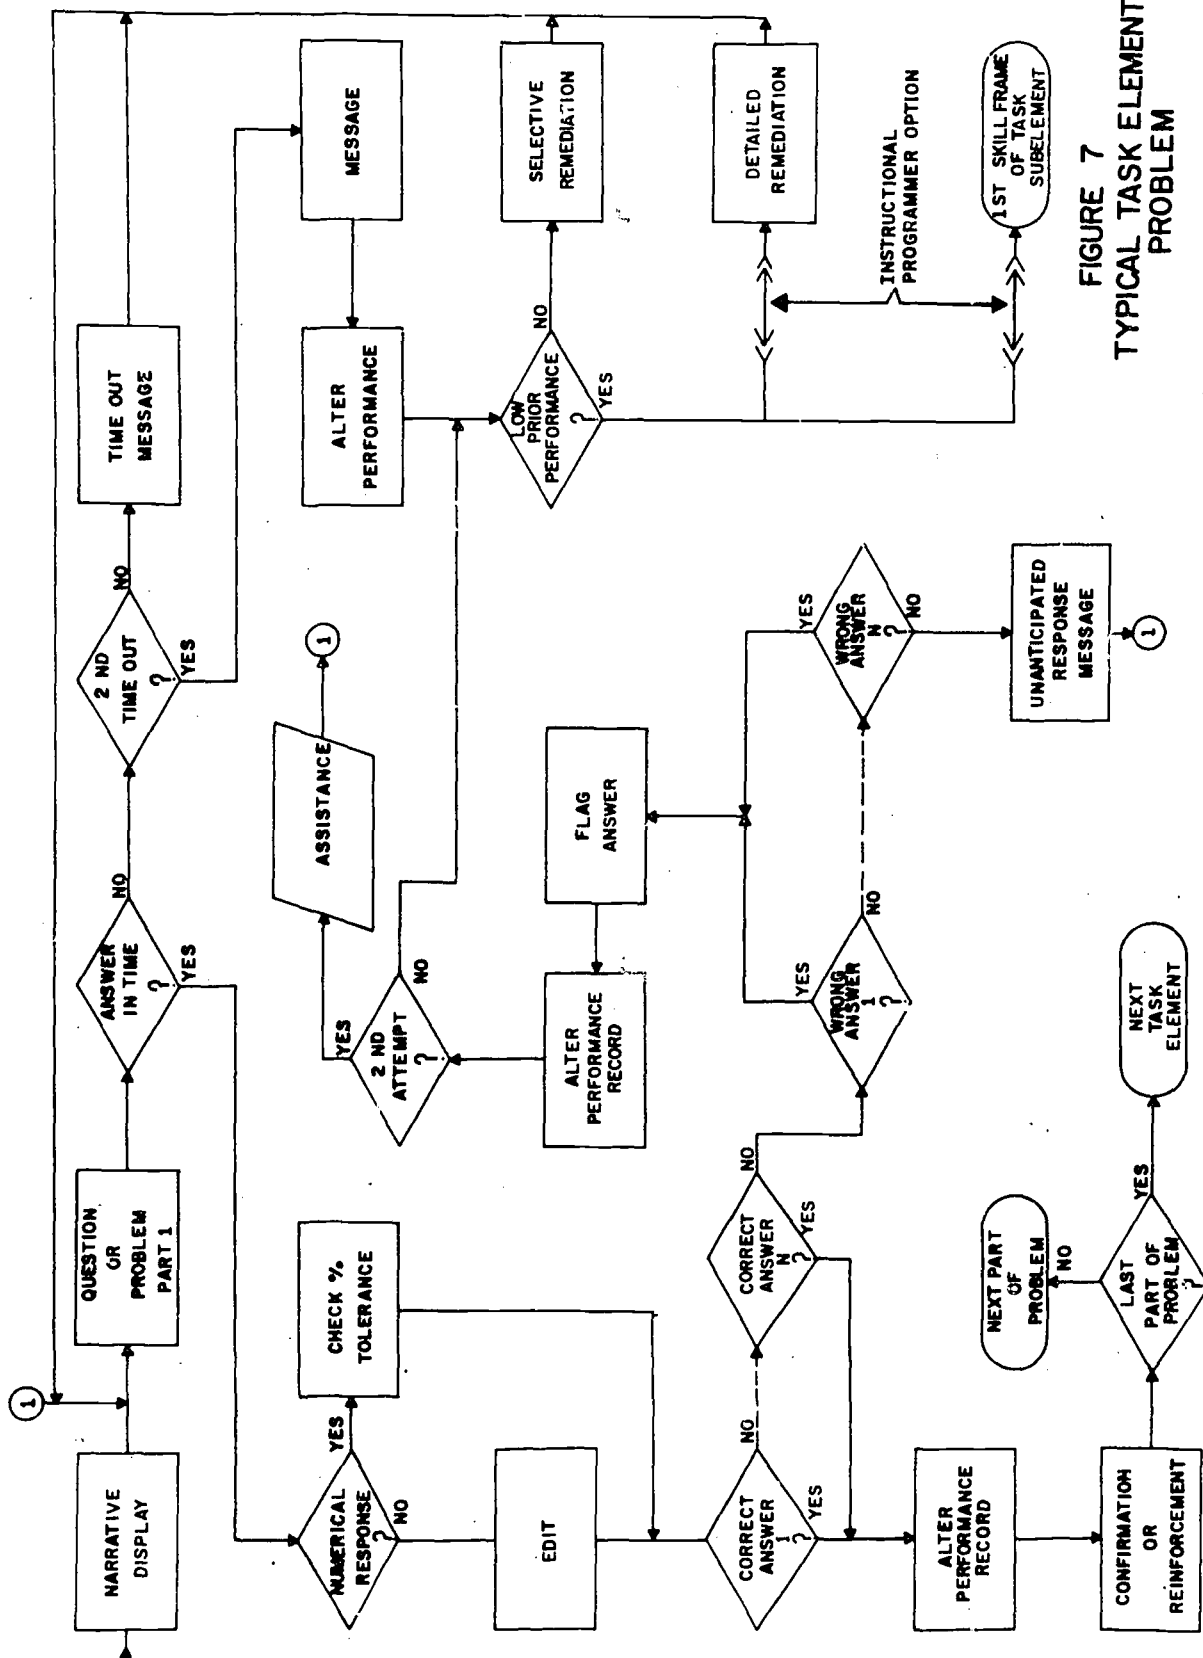 NARRATIVE
DISPLAY
1
QUESTION
OR
PROBLEM
PART 1
ANSWER
IN TIME
?
NO
YES
2 ND
TIME OUT
?
NO
YES
TIME OUT
MESSAGE
NUMERICAL
RESPONSE
?
YES
NO
CHECK %
TOLERANCE
ASSISTANCE
1
2 ND
ATTEMPT
?
YES
NO
ALTER
PERFORMANCE
MESSAGE
EDIT
ALTER
PERFORMANCE
RECORD
FLAG
ANSWER
LOW
PRIOR
PERFORMANCE
?
NO
YES
SELECTIVE
REMEDIATION
CORRECT
ANSWER
1
?
NO
YES
CORRECT
ANSWER
N
?
NO
YES
WRONG
ANSWER
1
?
YES
NO
WRONG
ANSWER
N
?
YES
NO
DETAILED
REMEDIATION
INSTRUCTIONAL
PROGRAMMER OPTION
ALTER
PERFORMANCE
RECORD
NEXT PART
OF
PROBLEM
UNANTICIPATED
RESPONSE
MESSAGE
1
1ST SKILL FRAME
OF TASK
SUBELEMENT
CONFIRMATION
OR
REINFORCEMENT
LAST
PART OF
PROBLEM
?
NO
YES
NEXT
TASK
ELEMENT
FIGURE 7
TYPICAL TASK ELEMENT
PROBLEM